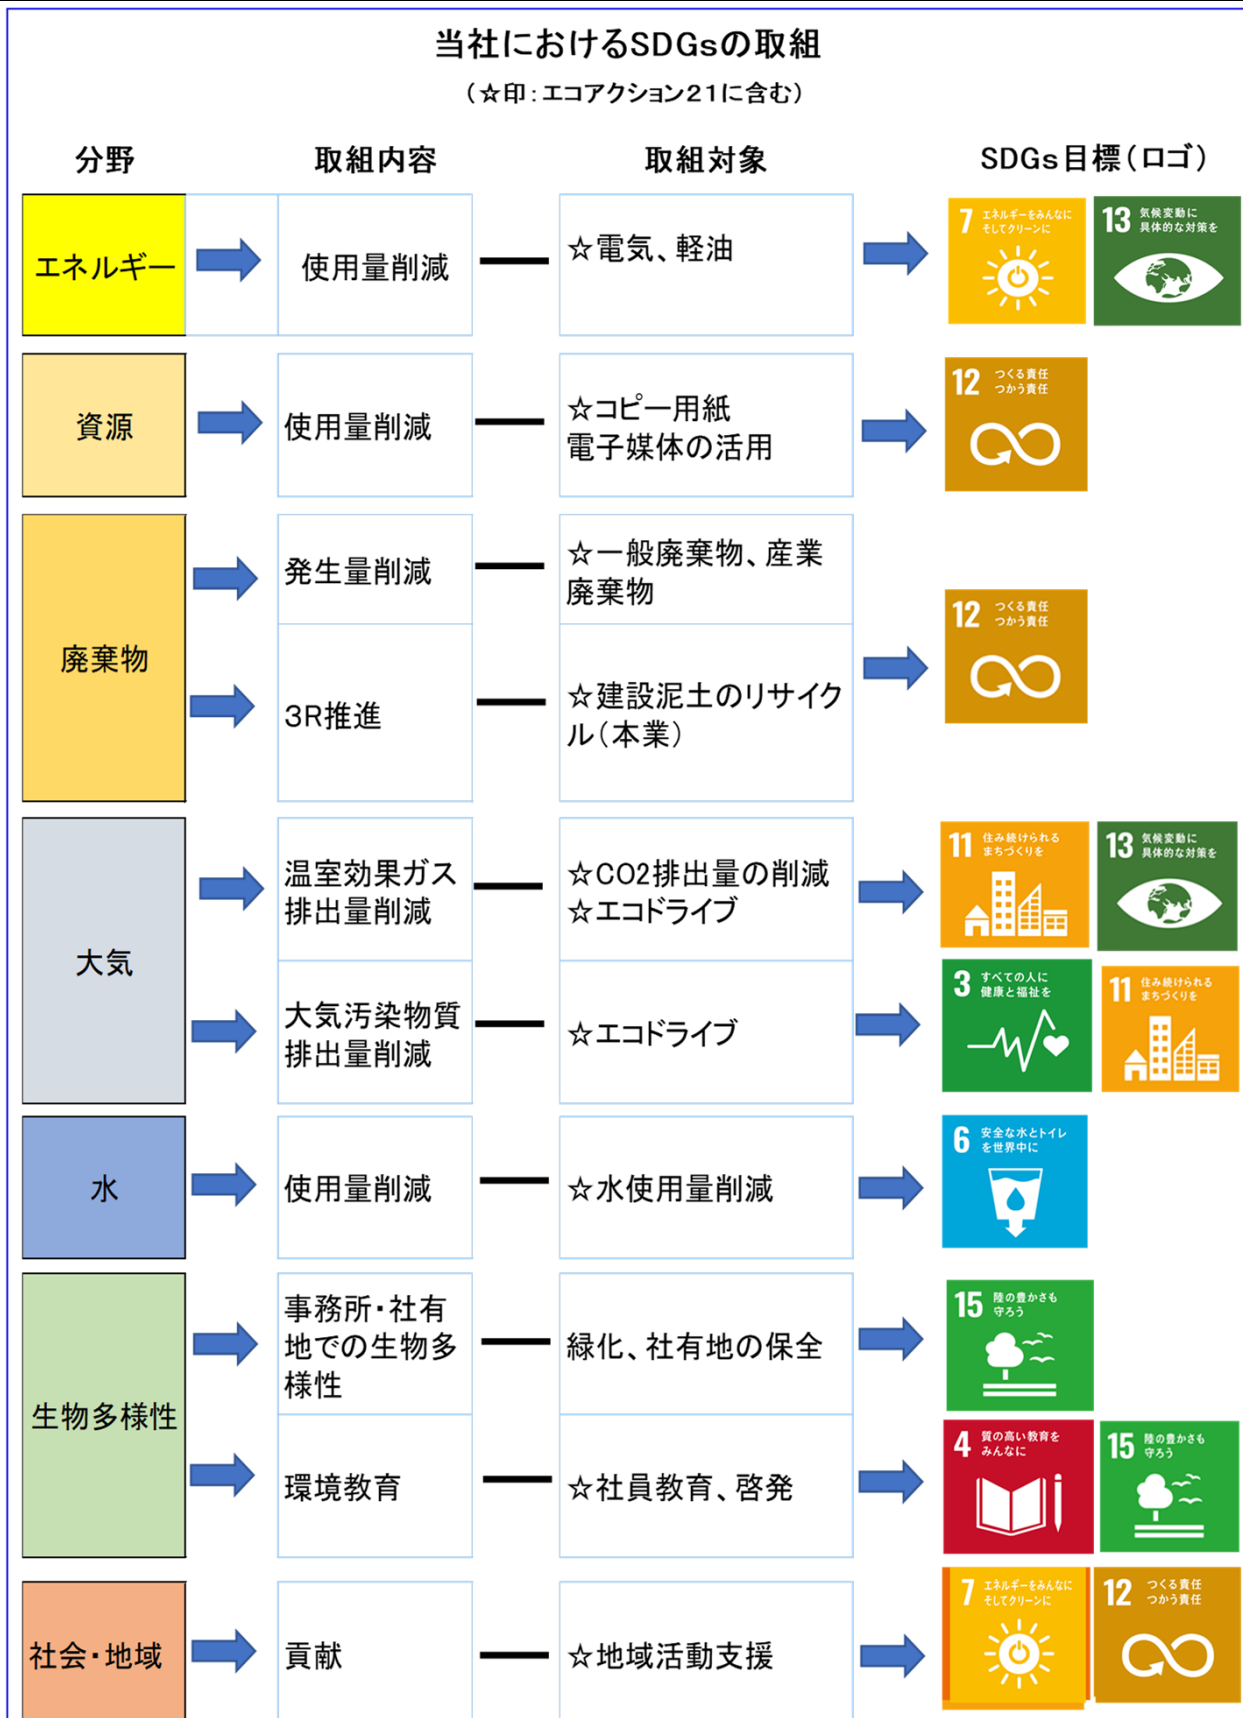 当社におけるSDGsの取組
(☆印:エコアクション21に含む)
分野 取組内容 取組対象 SDGs目標(ロゴ)
エネルギー
使用量削減
☆電気、軽油
7 エネルギーをみんなに
そしてクリーンに
13 気候変動に
具体的な対策を
資源
使用量削減
☆コピー用紙
電子媒体の活用
12 つくる責任
つかう責任
廃棄物
発生量削減
☆一般廃棄物、産業
廃棄物
3R推進
☆建設泥土のリサイク
ル(本業)
12 つくる責任
つかう責任
大気
温室効果ガス
排出量削減
☆CO2排出量の削減
☆エコドライブ
11 住み続けられる
まちづくりを
13 気候変動に
具体的な対策を
大気汚染物質
排出量削減
☆エコドライブ
3 すべての人に
健康と福祉を
11 住み続けられる
まちづくりを
水
使用量削減
☆水使用量削減
6 安全な水とトイレ
を世界中に
生物多様性
事務所・社有
地での生物多
様性
緑化、社有地の保全
15 陸の豊かさも
守ろう
環境教育
☆社員教育、啓発
4 質の高い教育を
みんなに
15 陸の豊かさも
守ろう
社会・地域
貢献
☆地域活動支援
7 エネルギーをみんなに
そしてクリーンに
12 つくる責任
つかう責任